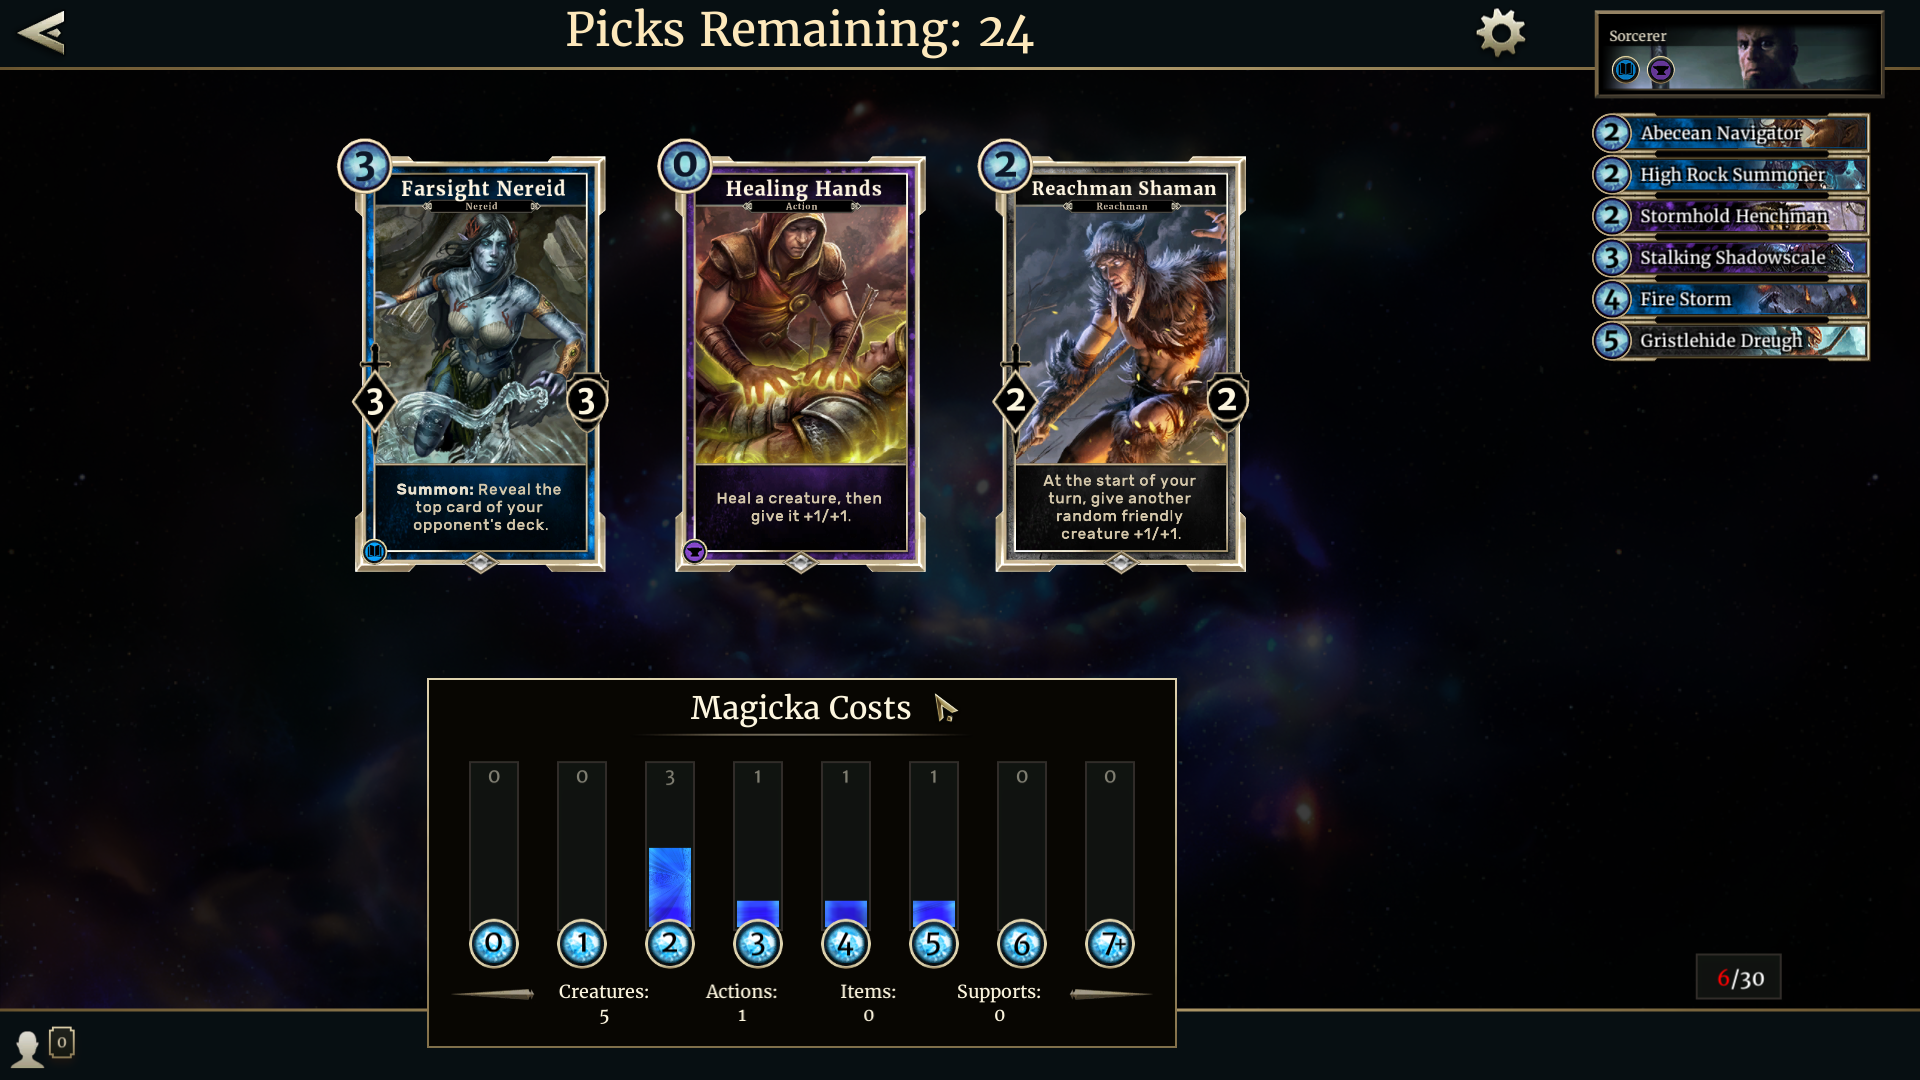 Picks Remaining: 24
Sorcerer
3
Farsight Nereid
Nereid
3
3
Summon: Reveal the
top card of your
opponent's deck.
0
Healing Hands
Action
Heal a creature, then
give it +1/+1.
2
Reachman Shaman
Reachman
2
2
At the start of your
turn, give another
random friendly
creature +1/+1.
2 Abecean Navigator
2 High Rock Summoner
2 Stormhold Henchman
3 Stalking Shadowscale
4 Fire Storm
5 Gristlehide Dreugh
Magicka Costs
0 0 3 1 1 1 0 0
0 1 2 3 4 5 6 7+
Creatures: Actions: Items: Supports:
5 1 0 0
6/30
0